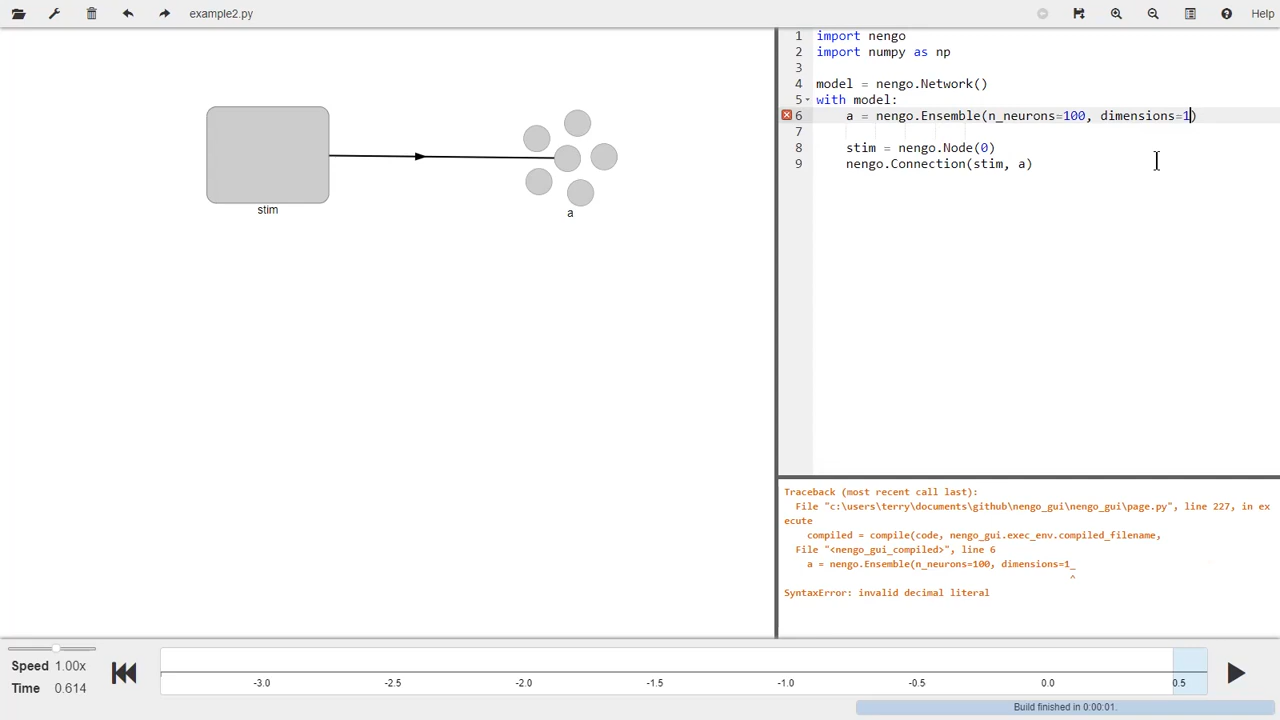 example2.py
Help
1 import nengo
2 import numpy as np
3
4 model = nengo.Network()
5 with model:
6 a = nengo.Ensemble(n_neurons=100, dimensions=1)
7
8 stim = nengo.Node(0)
9 nengo.Connection(stim, a)
stim
a
Traceback (most recent call last):
File "c:\users\terry\documents\github\nengo_gui\nengo_gui\page.py", line 227, in ex
ecute
compiled = compile(code, nengo_gui.exec_env.compiled_filename,
File "<nengo_gui_compiled>", line 6
a = nengo.Ensemble(n_neurons=100, dimensions=1_
^
SyntaxError: invalid decimal literal
Speed 1.00x
Time 0.614
-3.0 -2.5 -2.0 -1.5 -1.0 -0.5 0.0 0.5
Build finished in 0:00:01.